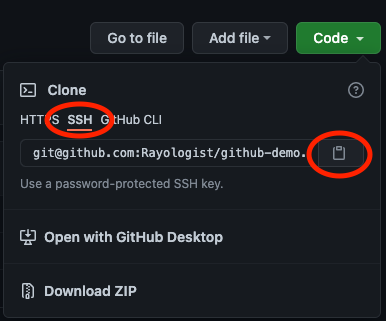 Go to file Add file Code
Clone
HTTPS SSH GitHub CLI
git@github.com:Rayologist/github-demo.
Use a password-protected SSH key.
Open with GitHub Desktop
Download ZIP